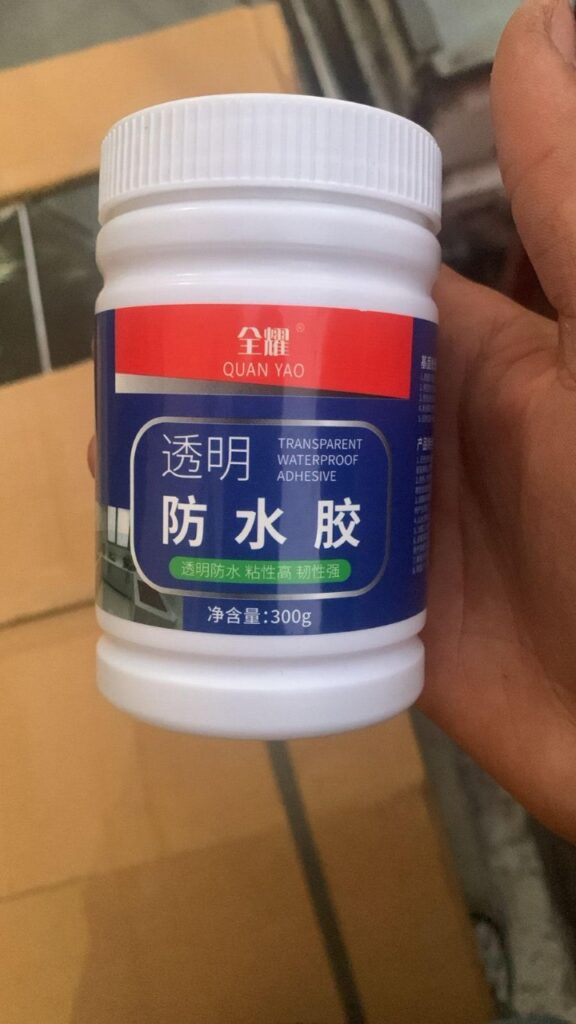 全耀®
QUAN YAO
透明
TRANSPARENT
WATERPROOF
ADHESIVE
防水胶
透明防水 粘性高 韧性强
净含量:300g